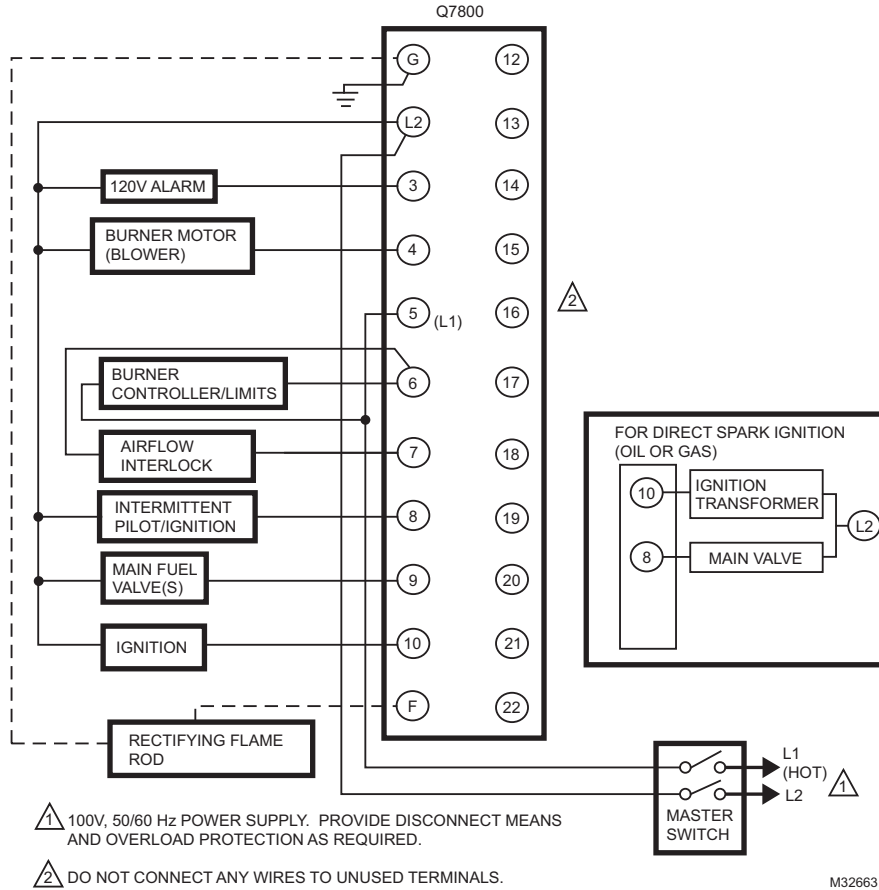 Q7800
G
12
L2
13
120V ALARM
3
14
BURNER MOTOR
(BLOWER)
4
15
5
(L1)
16
2
BURNER
CONTROLLER/LIMITS
6
17
AIRFLOW
INTERLOCK
7
18
INTERMITTENT
PILOT/IGNITION
8
19
MAIN FUEL
VALVE(S)
9
20
IGNITION
10
21
F
22
RECTIFYING FLAME
ROD
FOR DIRECT SPARK IGNITION
(OIL OR GAS)
10
IGNITION
TRANSFORMER
L2
8
MAIN VALVE
L1
(HOT)
1
L2
MASTER
SWITCH
1 100V, 50/60 Hz POWER SUPPLY. PROVIDE DISCONNECT MEANS
AND OVERLOAD PROTECTION AS REQUIRED.
2 DO NOT CONNECT ANY WIRES TO UNUSED TERMINALS.
M32663